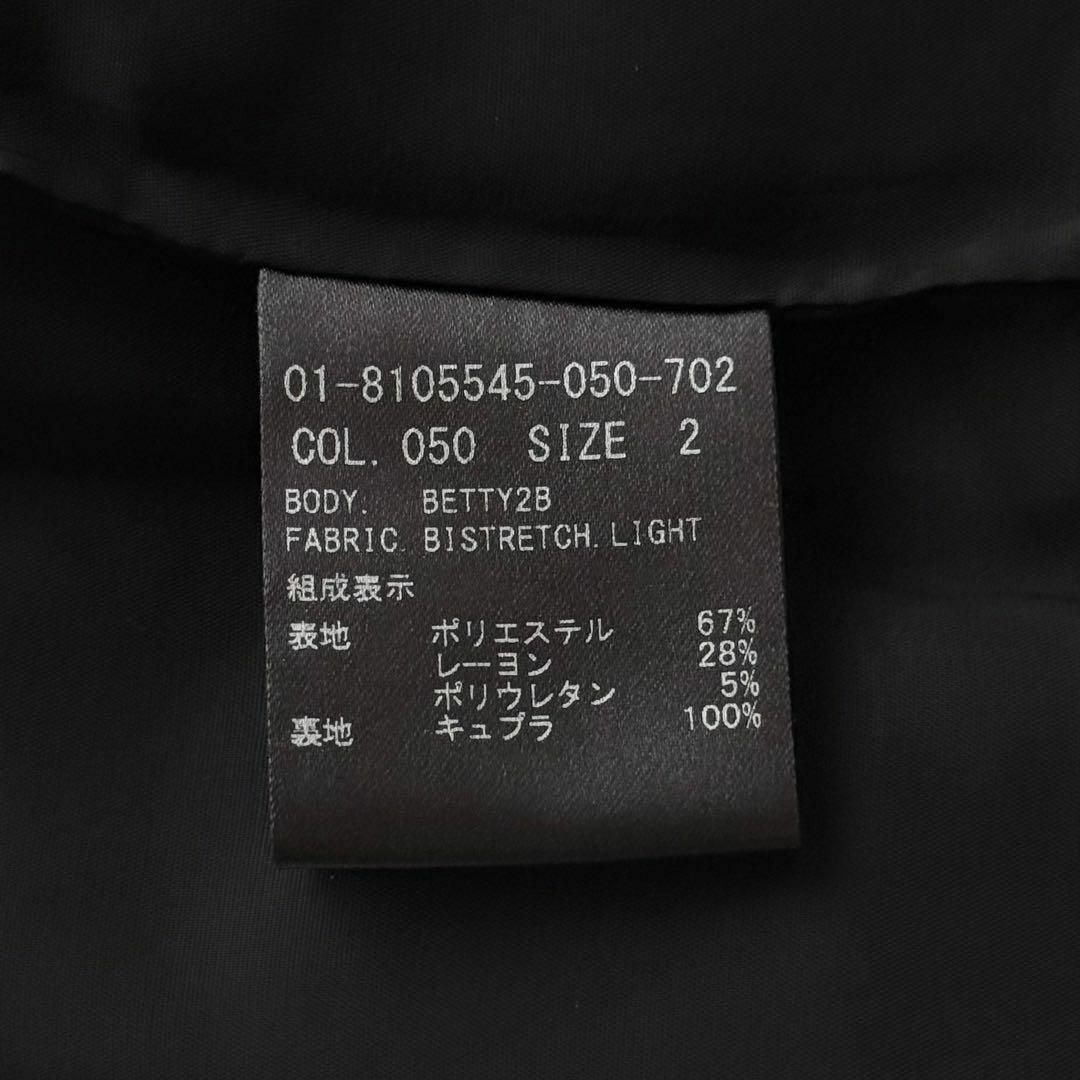 01-8105545-050-702
COL. 050 SIZE 2
BODY. BETTY2B
FABRIC. BISTRETCH.LIGHT
組成表示
表地 ポリエステル 67%
レーヨン 28%
ポリウレタン 5%
裏地 キュプラ 100%